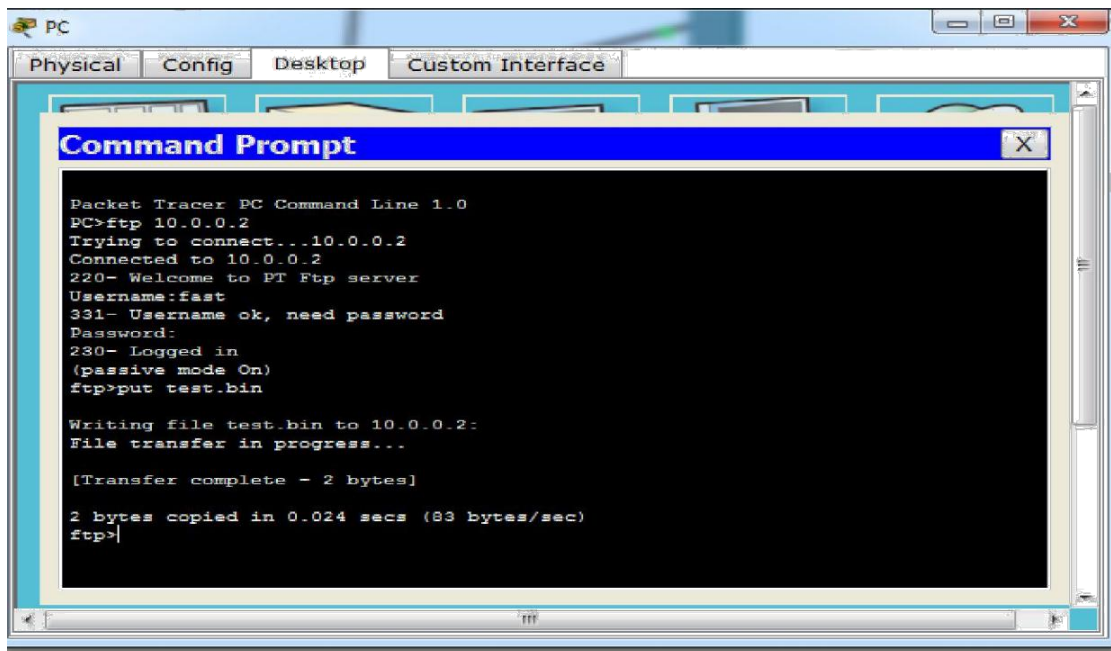 PC
Physical Config Desktop Custom Interface
Command Prompt
X
Packet Tracer PC Command Line 1.0
PC>ftp 10.0.0.2
Trying to connect...10.0.0.2
Connected to 10.0.0.2
220- Welcome to PT Ftp server
Username:fast
331- Username ok, need password
Password:
230- Logged in
(passive mode On)
ftp>put test.bin
Writing file test.bin to 10.0.0.2:
File transfer in progress...
[Transfer complete - 2 bytes]
2 bytes copied in 0.024 secs (83 bytes/sec)
ftp>